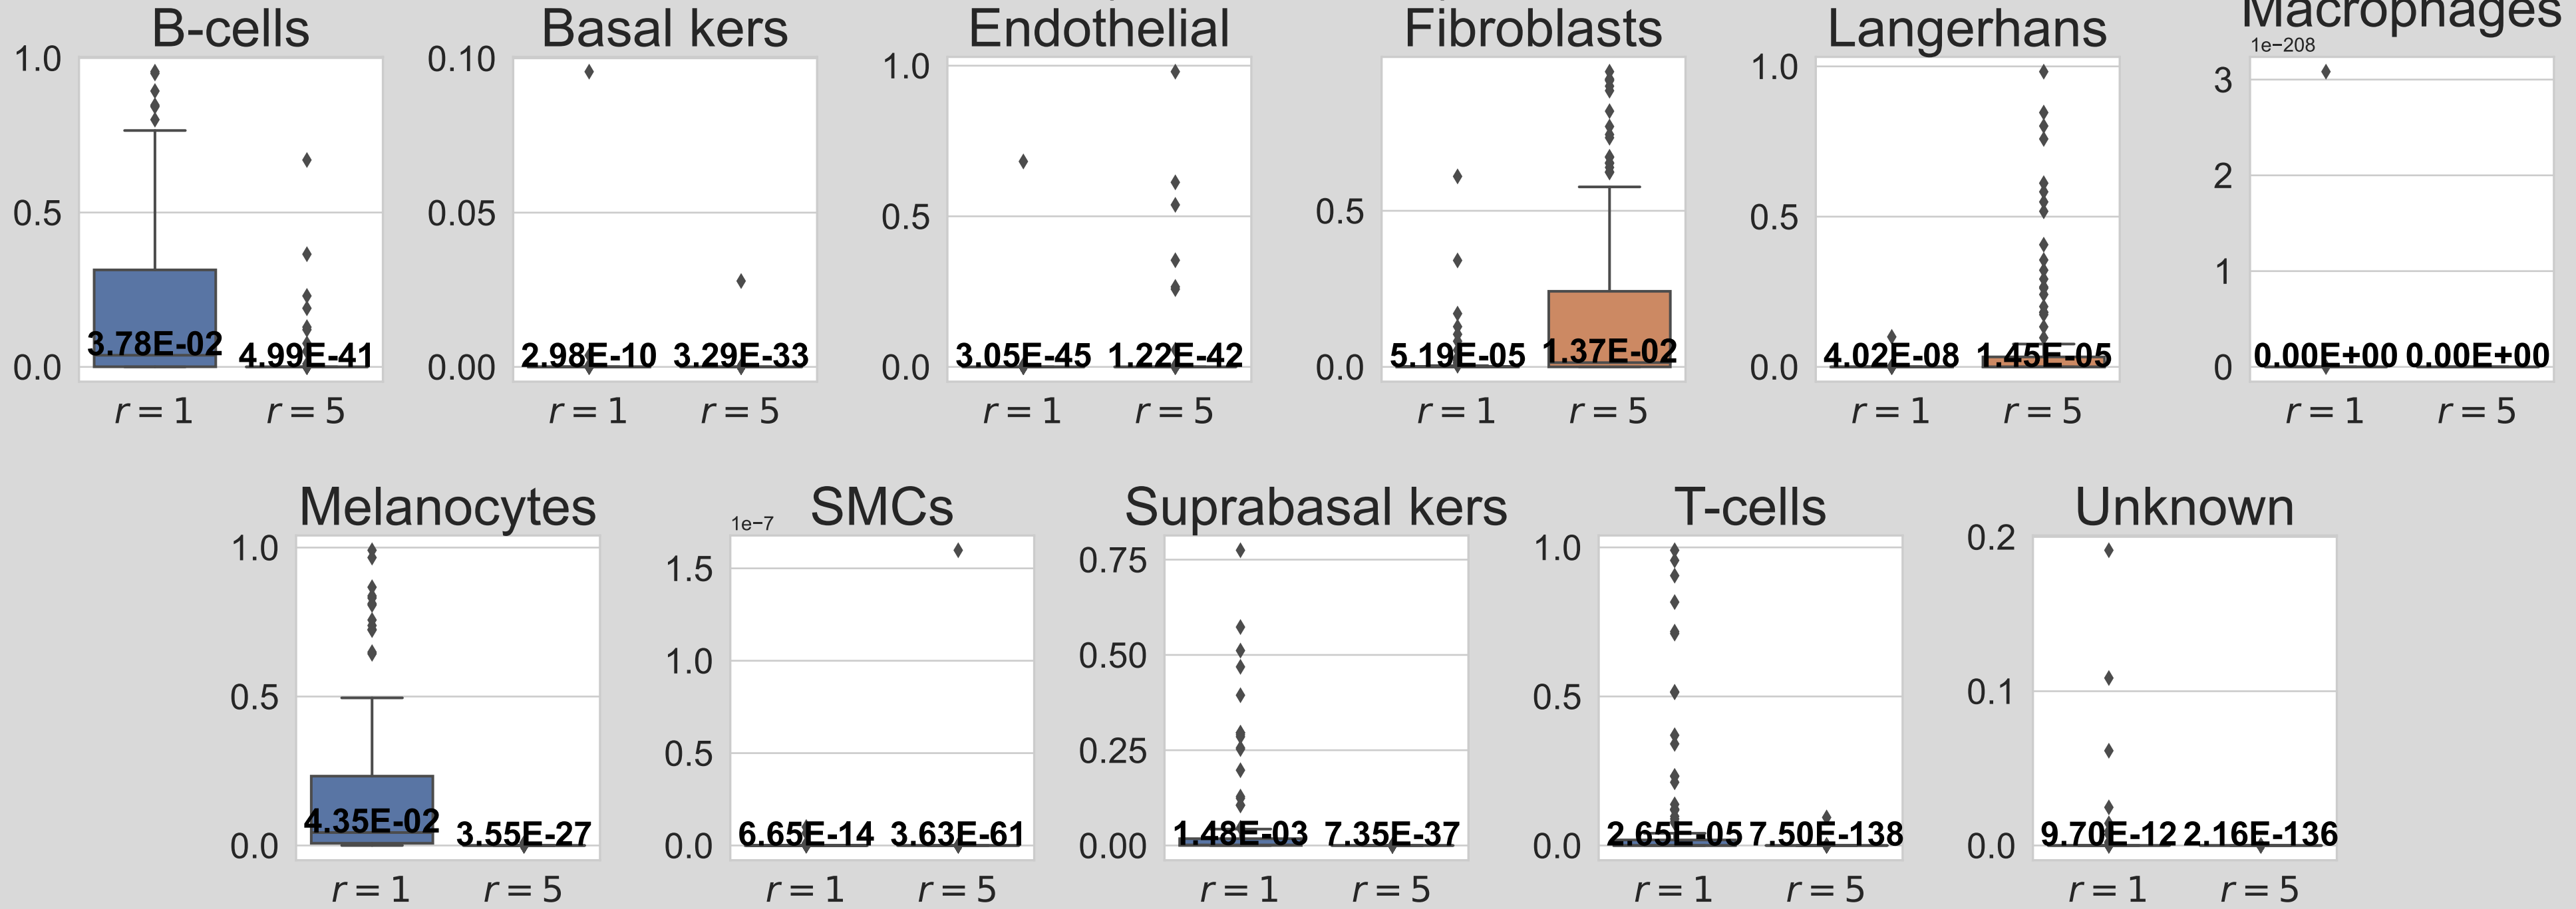 B-cells
1.0
0.5
0.0
3.78E-02 4.99E-41
r = 1 r = 5
Basal kers
0.10
0.05
0.00
2.98E-10 3.29E-33
r = 1 r = 5
Endothelial
1.0
0.5
0.0
3.05E-45 1.22E-42
r = 1 r = 5
Fibroblasts
0.5
0.0
5.19E-05 1.37E-02
r = 1 r = 5
Langerhans
1.0
0.5
0.0
4.02E-08 1.45E-05
r = 1 r = 5
Macrophages
1e−208
3
2
1
0
0.00E+00 0.00E+00
r = 1 r = 5
Melanocytes
1.0
0.5
0.0
4.35E-02 3.55E-27
r = 1 r = 5
SMCs
1e−7
1.5
1.0
0.5
0.0
6.65E-14 3.63E-61
r = 1 r = 5
Suprabasal kers
0.75
0.50
0.25
0.00
1.48E-03 7.35E-37
r = 1 r = 5
T-cells
1.0
0.5
0.0
2.65E-05 7.50E-138
r = 1 r = 5
Unknown
0.2
0.1
0.0
9.70E-12 2.16E-136
r = 1 r = 5